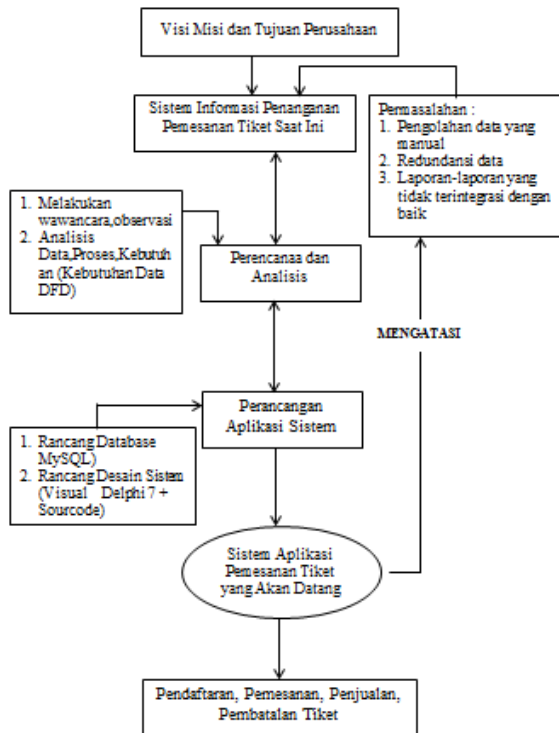 Visi Misi dan Tujuan Perusahaan
Sistem Informasi Penanganan
Pemesanan Tiket Saat Ini
Permasalahan :
1. Pengolahan data yang
manual
2. Redundansi data
3. Laporan-laporan yang
tidak terintegrasi dengan
baik
1. Melakukan
wawancara,observasi
2. Analisis
Data,Proses,Kebutuh
an (Kebutuhan Data
DFD)
Perencanaa dan
Analisis
MENGATASI
Perancangan
Aplikasi Sistem
1. Rancang Database
MySQL)
2. Rancang Desain Sistem
(Visual Delphi 7 +
Sourcode)
Sistem Aplikasi
Pemesanan Tiket
yang Akan Datang
Pendaftaran, Pemesanan, Penjualan,
Pembatalan Tiket